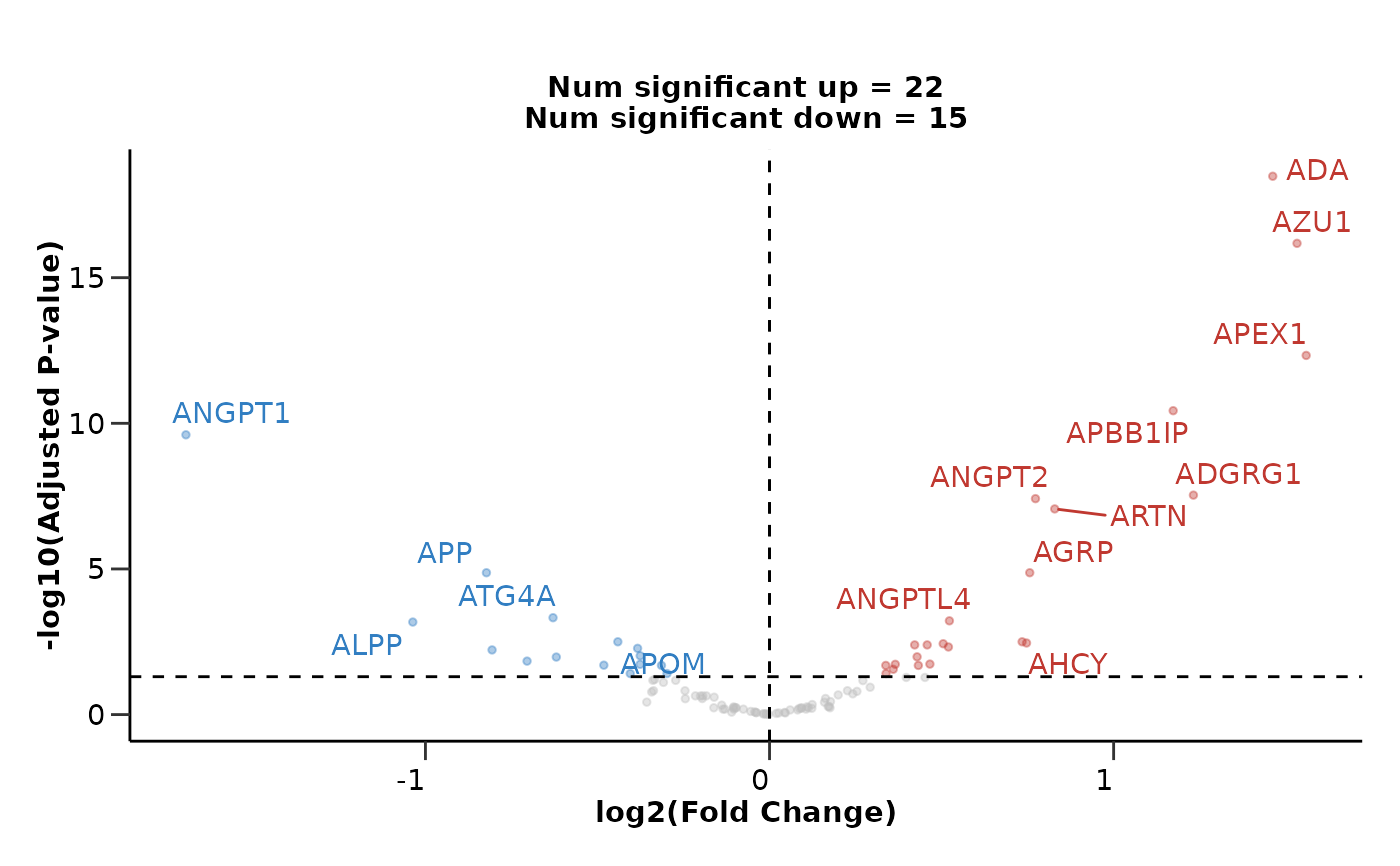 Num significant up = 22
Num significant down = 15
ADA
AZU1
15
APEX1
ANGPT1
10
APBB1IP
ANGPT2
ADGRG1
ARTN
APP
AGRP
5
ATG4A
ANGPTL4
ALPP
APOM
AHCY
0
-log10(Adjusted P-value)
-1
0
1
log2(Fold Change)